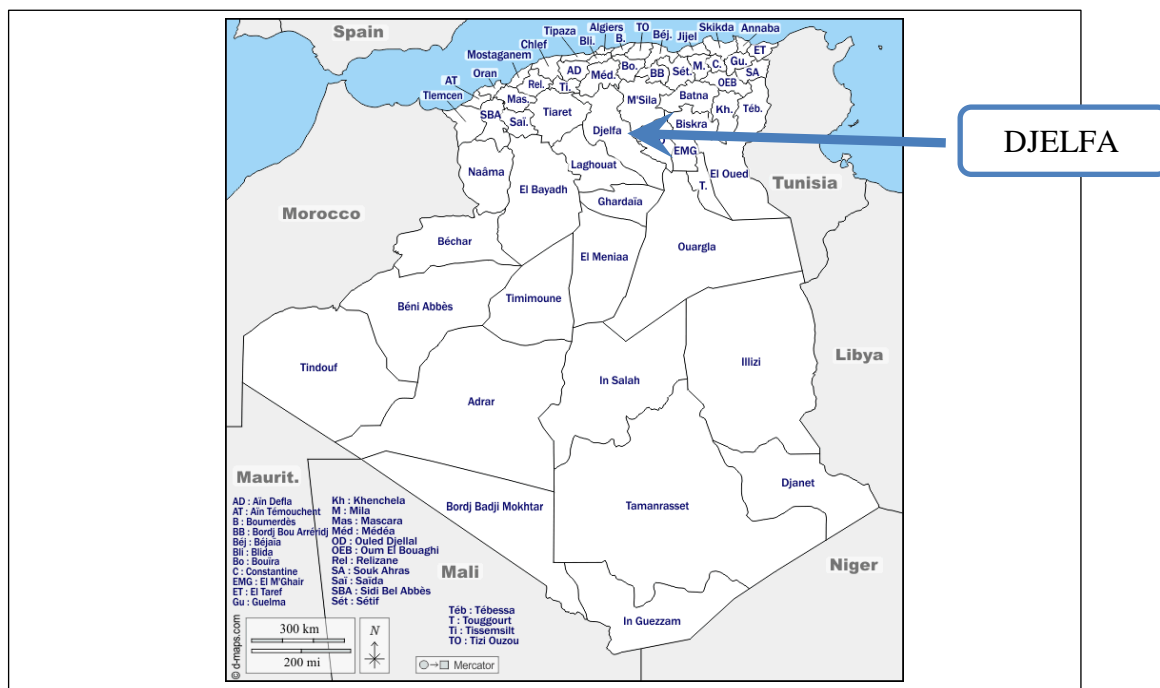 Spain
Tipaza
Algiers
TO
Skikda
Annaba
Chlef
Bli.
B.
Béj.
Jijel
ET
Mostaganem
AD
Méd.
Bo.
BB
Sét.
M.
C.
Gu.
SA
OEB
AT
Oran
Rel.
Ti.
Tlemcen
Mas.
M'Sila
Batna
SBA
Saï.
Tiaret
Kh.
Téb.
Djelfa
Biskra
DJELFA
EMG
Naâma
Laghouat
El Oued
El Bayadh
T.
Tunisia
Ghardaïa
Morocco
Béchar
El Meniaa
Ouargla
Béni Abbès
Timimoune
Tindouf
In Salah
Illizi
Libya
Adrar
Maurit.
Bordj Badji Mokhtar
Tamanrasset
Djanet
Niger
Mali
In Guezzam
AD : Aïn Defla
AT : Aïn Témouchent
B : Boumerdès
BB : Bordj Bou Arréridj
Béj : Béjaïa
Bli : Blida
Bo : Bouïra
C : Constantine
EMG : El M'Ghair
ET : El Taref
Gu : Guelma
Kh : Khenchela
M : Mila
Mas : Mascara
Méd : Médéa
OD : Ouled Djellal
OEB : Oum El Bouaghi
Rel : Relizane
SA : Souk Ahras
Saï : Saïda
SBA : Sidi Bel Abbès
Sét : Sétif
Téb : Tébessa
T : Touggourt
Ti : Tissemsilt
TO : Tizi Ouzou
300 km
200 mi
N
Mercator
© d-maps.com